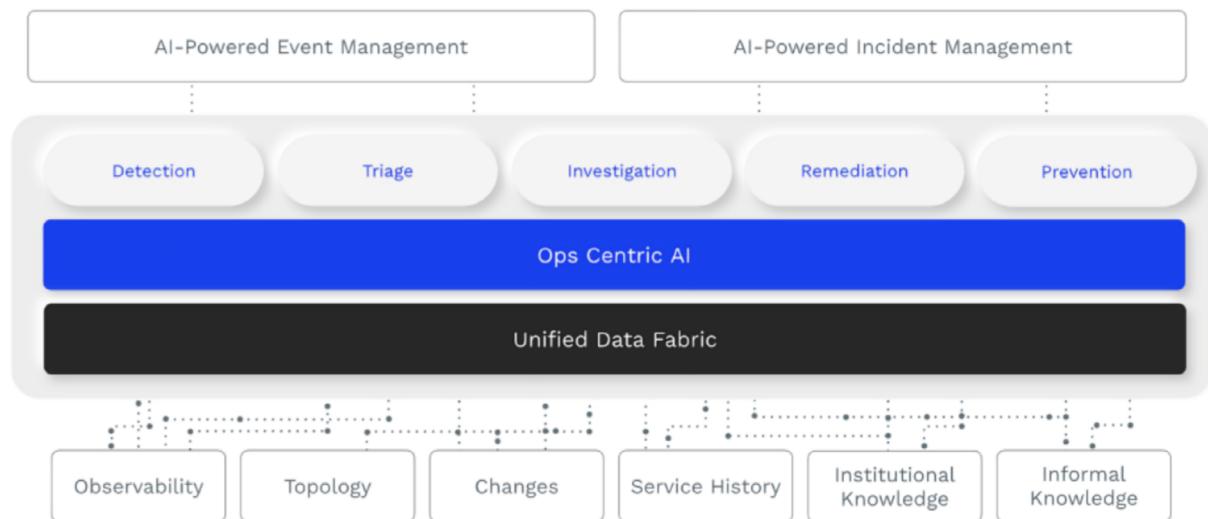 AI-Powered Event Management
AI-Powered Incident Management
Detection
Triage
Investigation
Remediation
Prevention
Ops Centric AI
Unified Data Fabric
Observability
Topology
Changes
Service History
Institutional
Knowledge
Informal
Knowledge